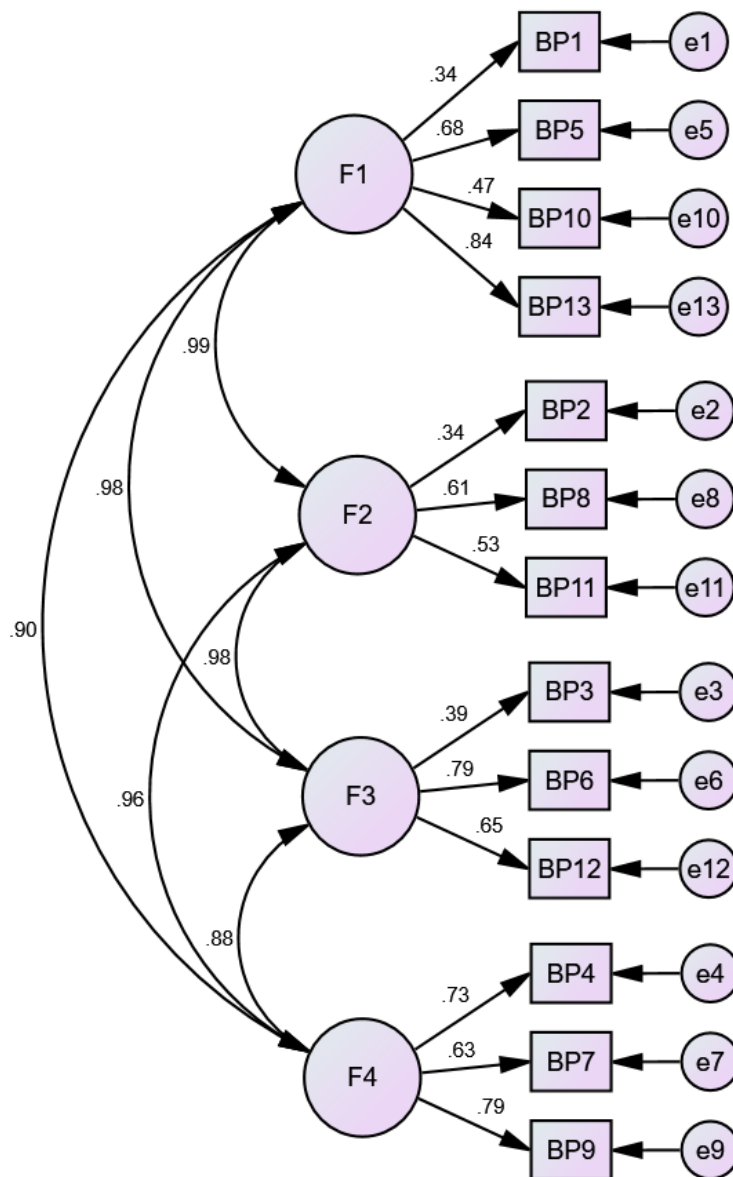 BP1 e1
.34
.68 BP5 e5
F1
.47 BP10 e10
.84
BP13 e13
.99
BP2 e2
.34
.98
.61 BP8 e8
F2
.53
BP11 e11
.90
.98
BP3 e3
.39
.79 BP6 e6
.96
F3
.65
BP12 e12
.88
BP4 e4
.73
.63 BP7 e7
F4
.79
BP9 e9